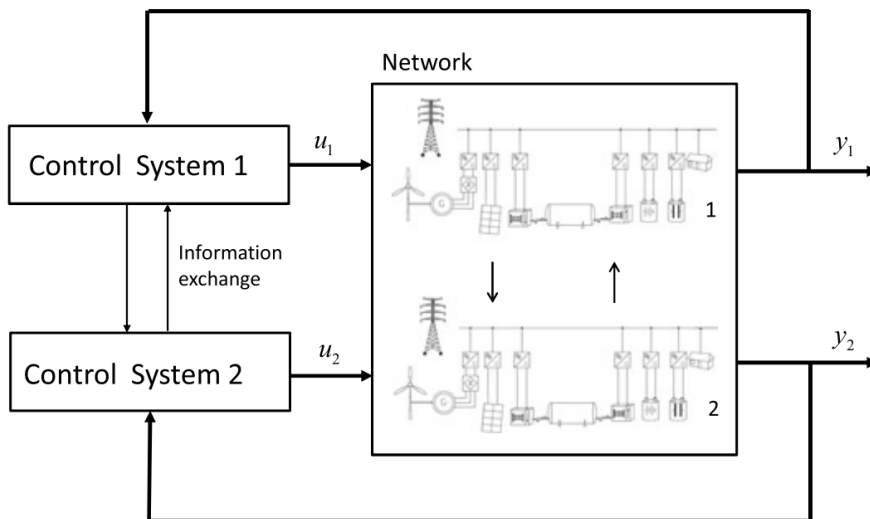 Network
Control System 1
u1
y1
1
Information
exchange
Control System 2
u2
y2
2
G
G